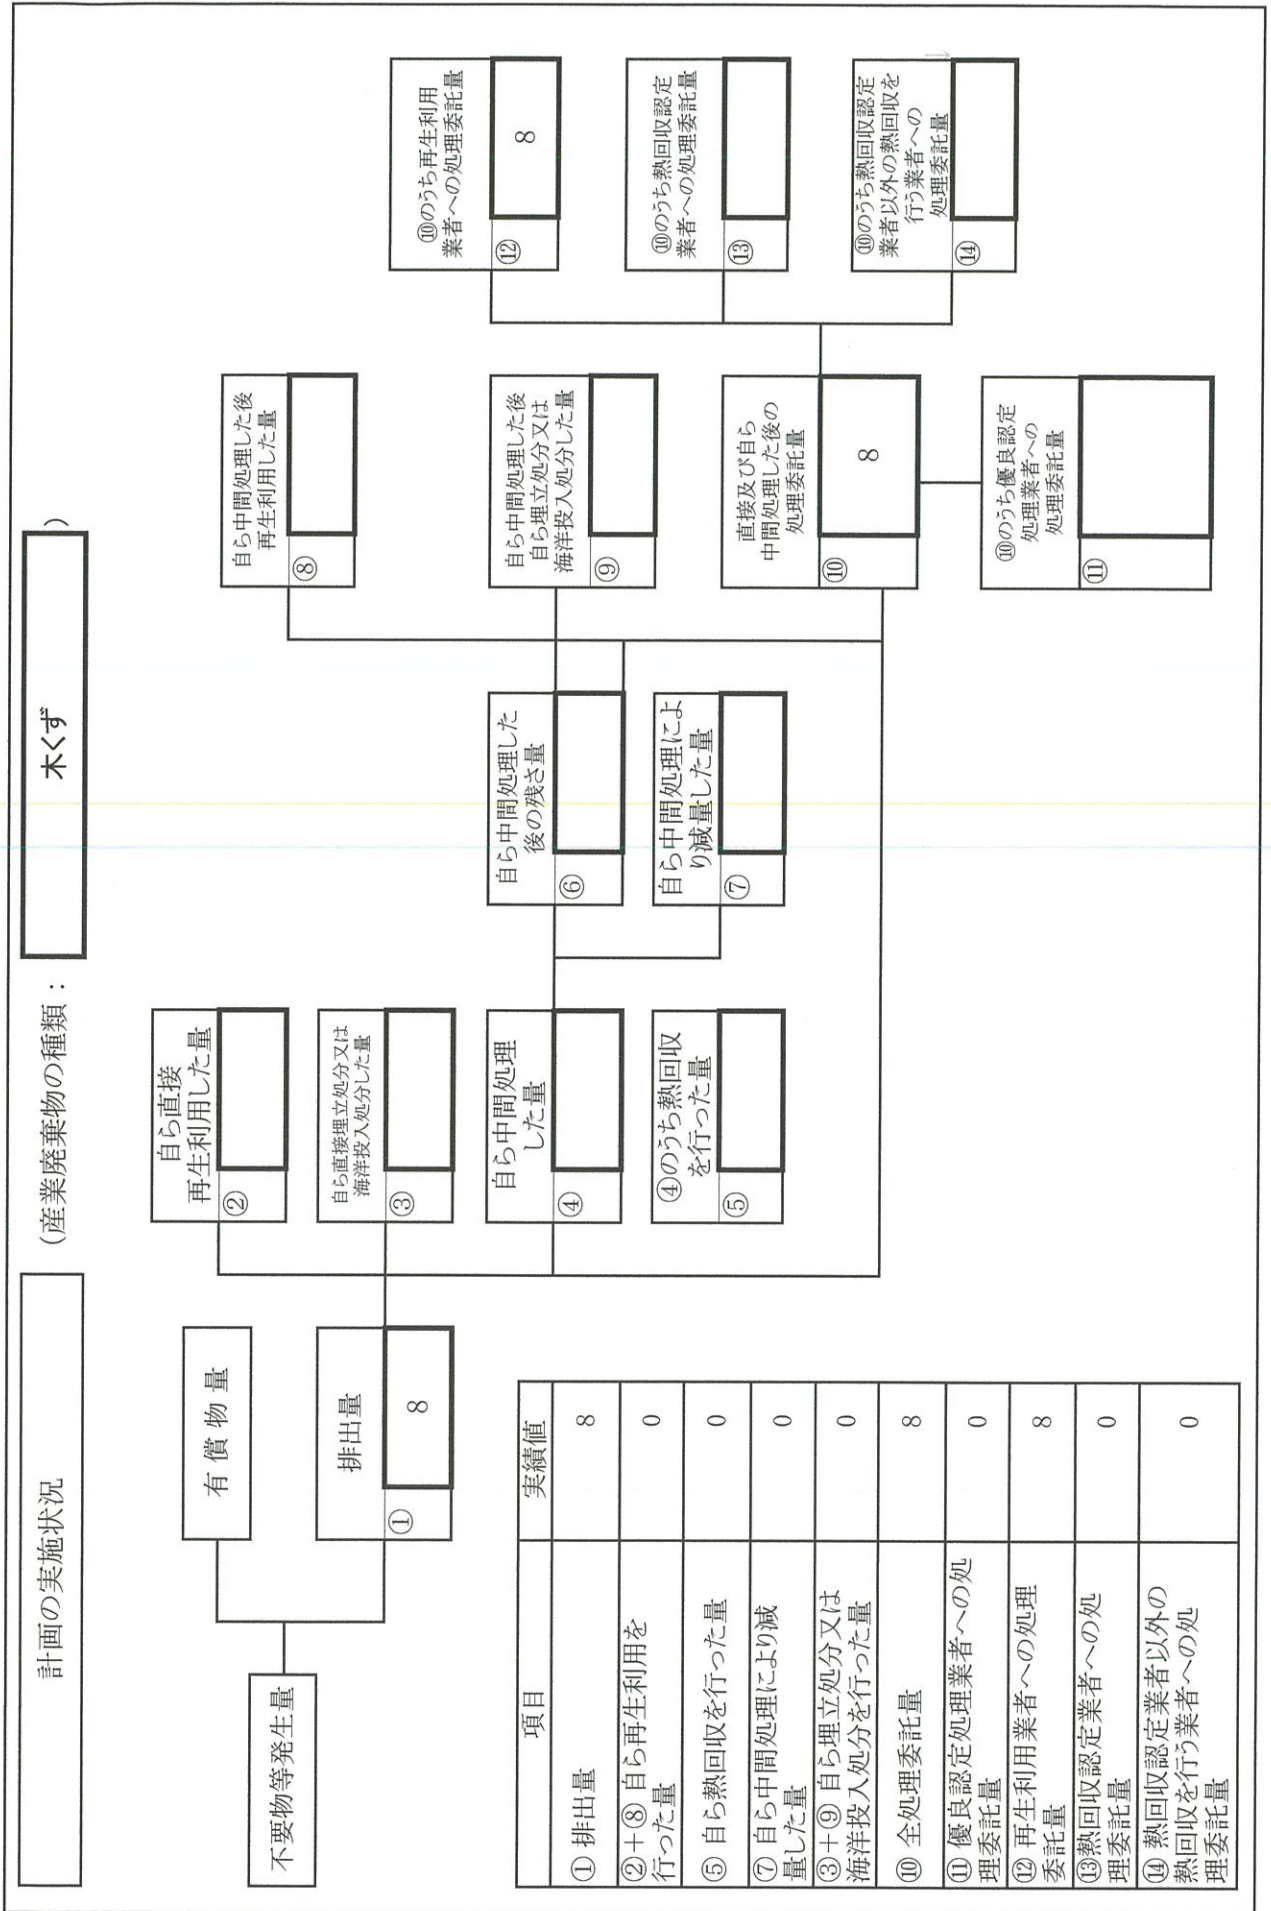 計画の実施状況
（産業廃棄物の種類：
木くず
）
不要物等発生量
有償物量
排出量
①
8
自ら直接
再生利用した量
②
自ら直接埋立処分又は
海洋投入処分した量
③
自ら中間処理
した量
④
④のうち熱回収
を行った量
⑤
自ら中間処理した
後の残さ量
⑥
自ら中間処理によ
り減量した量
⑦
自ら中間処理した後
再生利用した量
⑧
自ら中間処理した後
自ら埋立処分又は
海洋投入処分した量
⑨
直接及び自ら
中間処理した後の
処理委託量
⑩
8
⑩のうち優良認定
処理業者への
処理委託量
⑪
⑩のうち再生利用
業者への処理委託量
⑫
8
⑩のうち熱回収認定
業者への処理委託量
⑬
⑩のうち熱回収認定
業者以外の熱回収を
行う業者への
処理委託量
⑭
項目 実績値
①排出量 8
②＋⑧ 自ら再生利用を
行った量 0
⑤ 自ら熱回収を行った量 0
⑦ 自ら中間処理により減
量した量 0
③＋⑨ 自ら埋立処分又は
海洋投入処分を行った量 0
⑩ 全処理委託量 8
⑪ 優良認定処理業者への処
理委託量 0
⑫ 再生利用業者への処理
委託量 8
⑬熱回収認定業者への処
理委託量 0
⑭ 熱回収認定業者以外の
熱回収を行う業者への処
理委託量 0